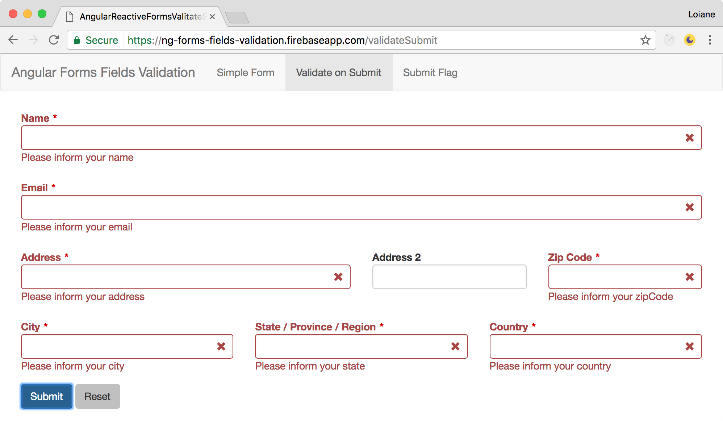 AngularReactiveFormsValitate
Loiane
Secure https://ng-forms-fields-validation.firebaseapp.com/validateSubmit
Angular Forms Fields Validation Simple Form Validate on Submit Submit Flag
Name *
Please inform your name
Email *
Please inform your email
Address * Address 2 Zip Code *
Please inform your address Please inform your zipCode
City * State / Province / Region * Country *
Please inform your city Please inform your state Please inform your country
Submit Reset